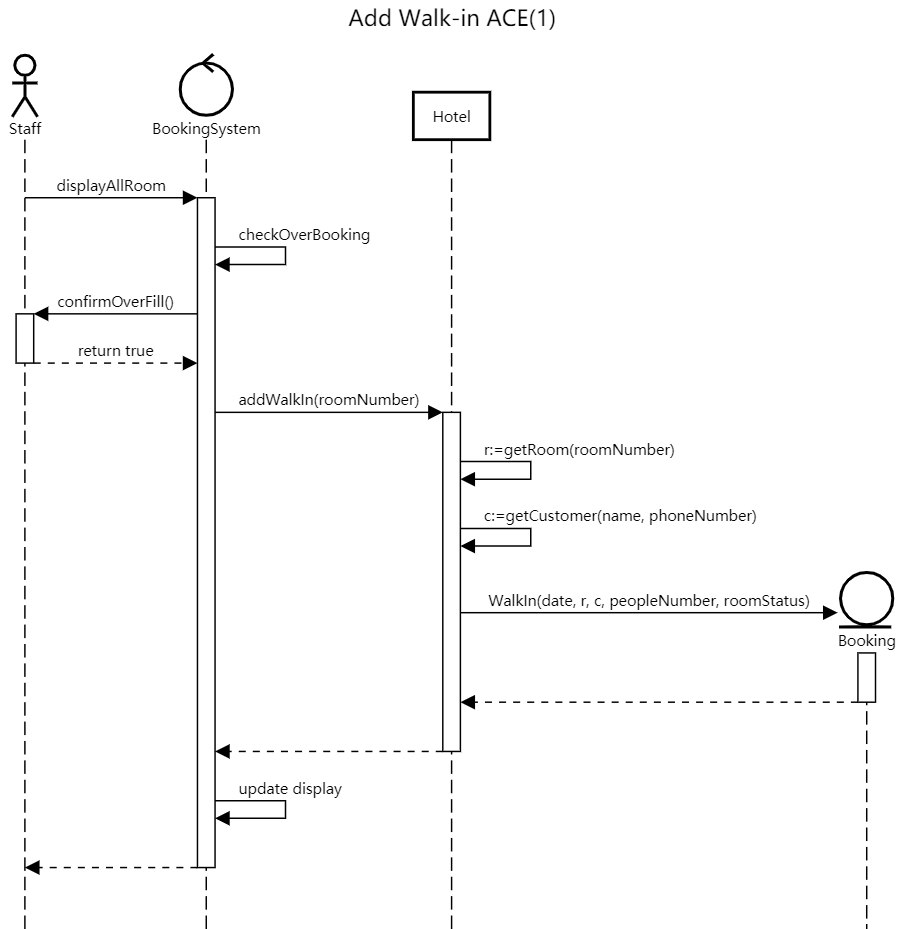 Add Walk-in ACE(1)
Staff
BookingSystem
Hotel
displayAllRoom
checkOverBooking
confirmOverFill()
return true
addWalkIn(roomNumber)
r:=getRoom(roomNumber)
c:=getCustomer(name, phoneNumber)
WalkIn(date, r, c, peopleNumber, roomStatus)
Booking
update display